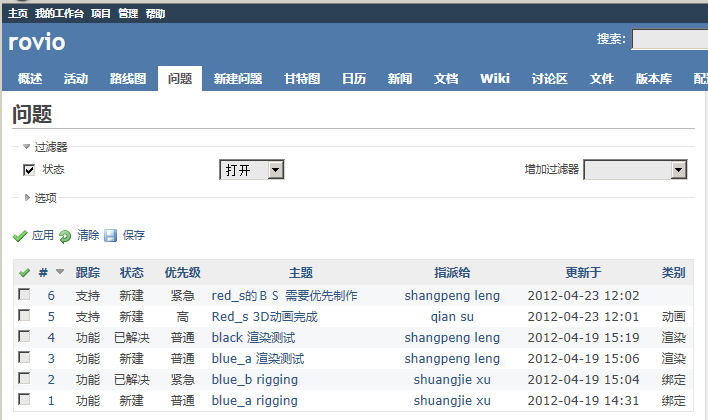 主页 我的工作台 项目 管理 帮助
rovio 搜索:
概述 活动 路线图 问题 新建问题 甘特图 日历 新闻 文档 Wiki 讨论区 文件 版本库
问题
过滤器
状态 打开 增加过滤器
选项
应用 清除 保存
# 跟踪 状态 优先级 主题 指派给 更新于 类别
6 支持 新建 紧急 red_s的ＢＳ 需要优先制作 shangpeng leng 2012-04-23 12:02
5 支持 新建 高 Red_s 3D动画完成 qian su 2012-04-23 12:01 动画
4 功能 已解决 普通 black 渲染测试 shangpeng leng 2012-04-19 15:19 渲染
3 功能 新建 普通 blue_a 渲染测试 shangpeng leng 2012-04-19 15:06 渲染
2 功能 已解决 紧急 blue_b rigging shuangjie xu 2012-04-19 15:04 绑定
1 功能 新建 普通 blue_a rigging shuangjie xu 2012-04-19 14:31 绑定